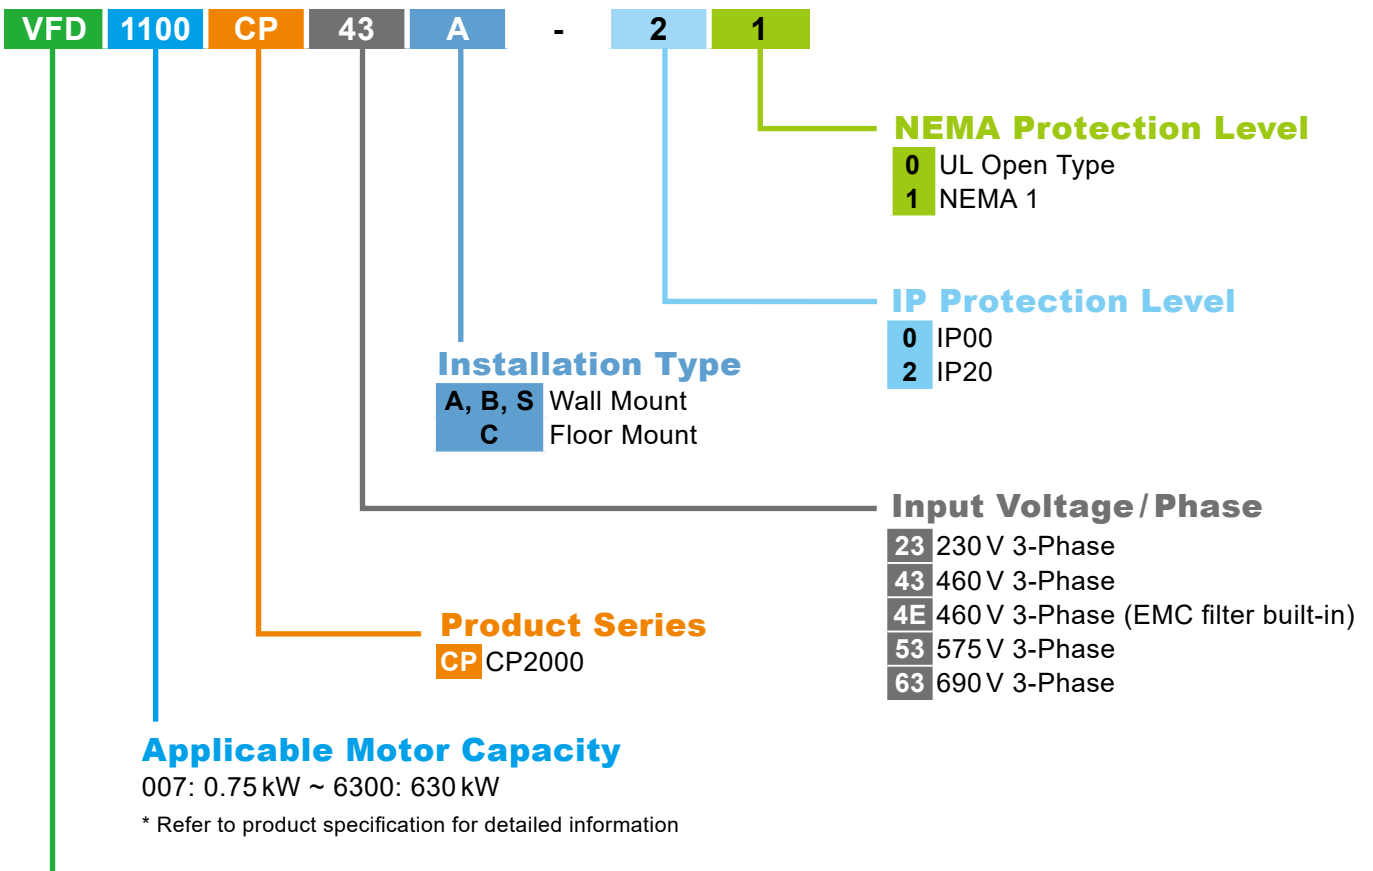 VFD 1100 CP 43 A - 2 1
NEMA Protection Level
0 UL Open Type
1 NEMA 1
IP Protection Level
0 IP00
2 IP20
Installation Type
A, B, S Wall Mount
C Floor Mount
Input Voltage/Phase
23 230 V 3-Phase
43 460 V 3-Phase
4E 460 V 3-Phase (EMC filter built-in)
53 575 V 3-Phase
63 690 V 3-Phase
Product Series
CP CP2000
Applicable Motor Capacity
007: 0.75 kW ~ 6300: 630 kW
* Refer to product specification for detailed information